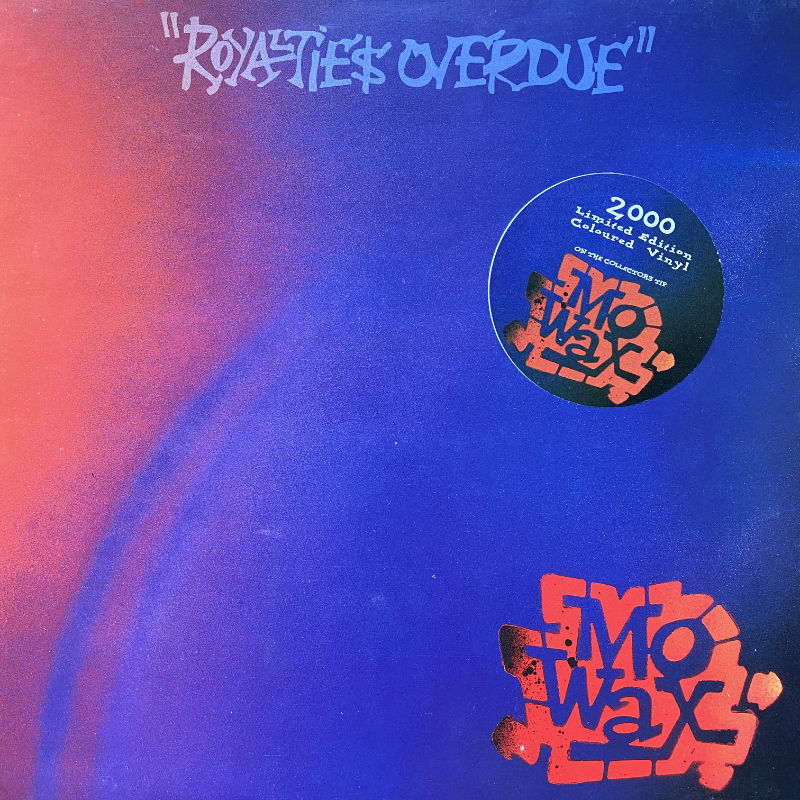 "ROYALTIE$ OVERDUE"
2000
Limited Edition
Coloured Vinyl
ON THE COLLECTORS TIP
Mo
Wax
Mo
Wax